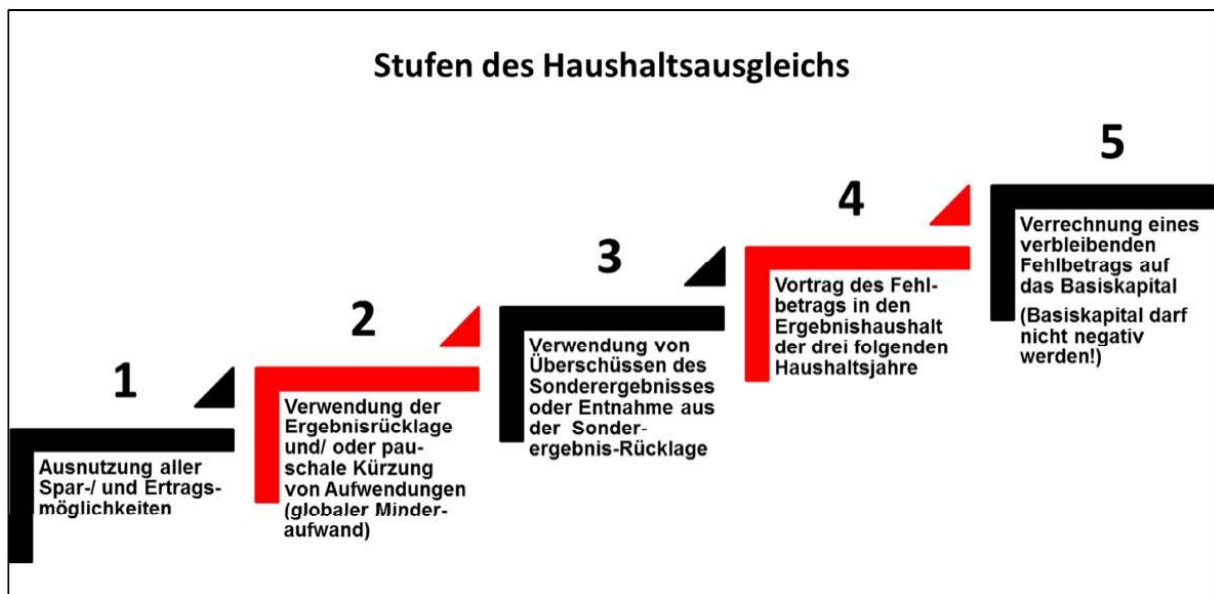 Stufen des Haushaltsausgleichs
1
Ausnutzung aller
Spar-/ und Ertrags-
möglichkeiten
2
Verwendung der
Ergebnisrücklage
und/ oder pau-
schale Kürzung
von Aufwendungen
(globaler Minder-
aufwand)
3
Verwendung von
Überschüssen des
Sonderergebnisses
oder Entnahme aus
der Sonder-
ergebnis-Rücklage
4
Vortrag des Fehl-
betrags in den
Ergebnishaushalt
der drei folgenden
Haushaltsjahre
5
Verrechnung eines
verbleibenden
Fehlbetrags auf
das Basiskapital
(Basiskapital darf
nicht negativ
werden!)